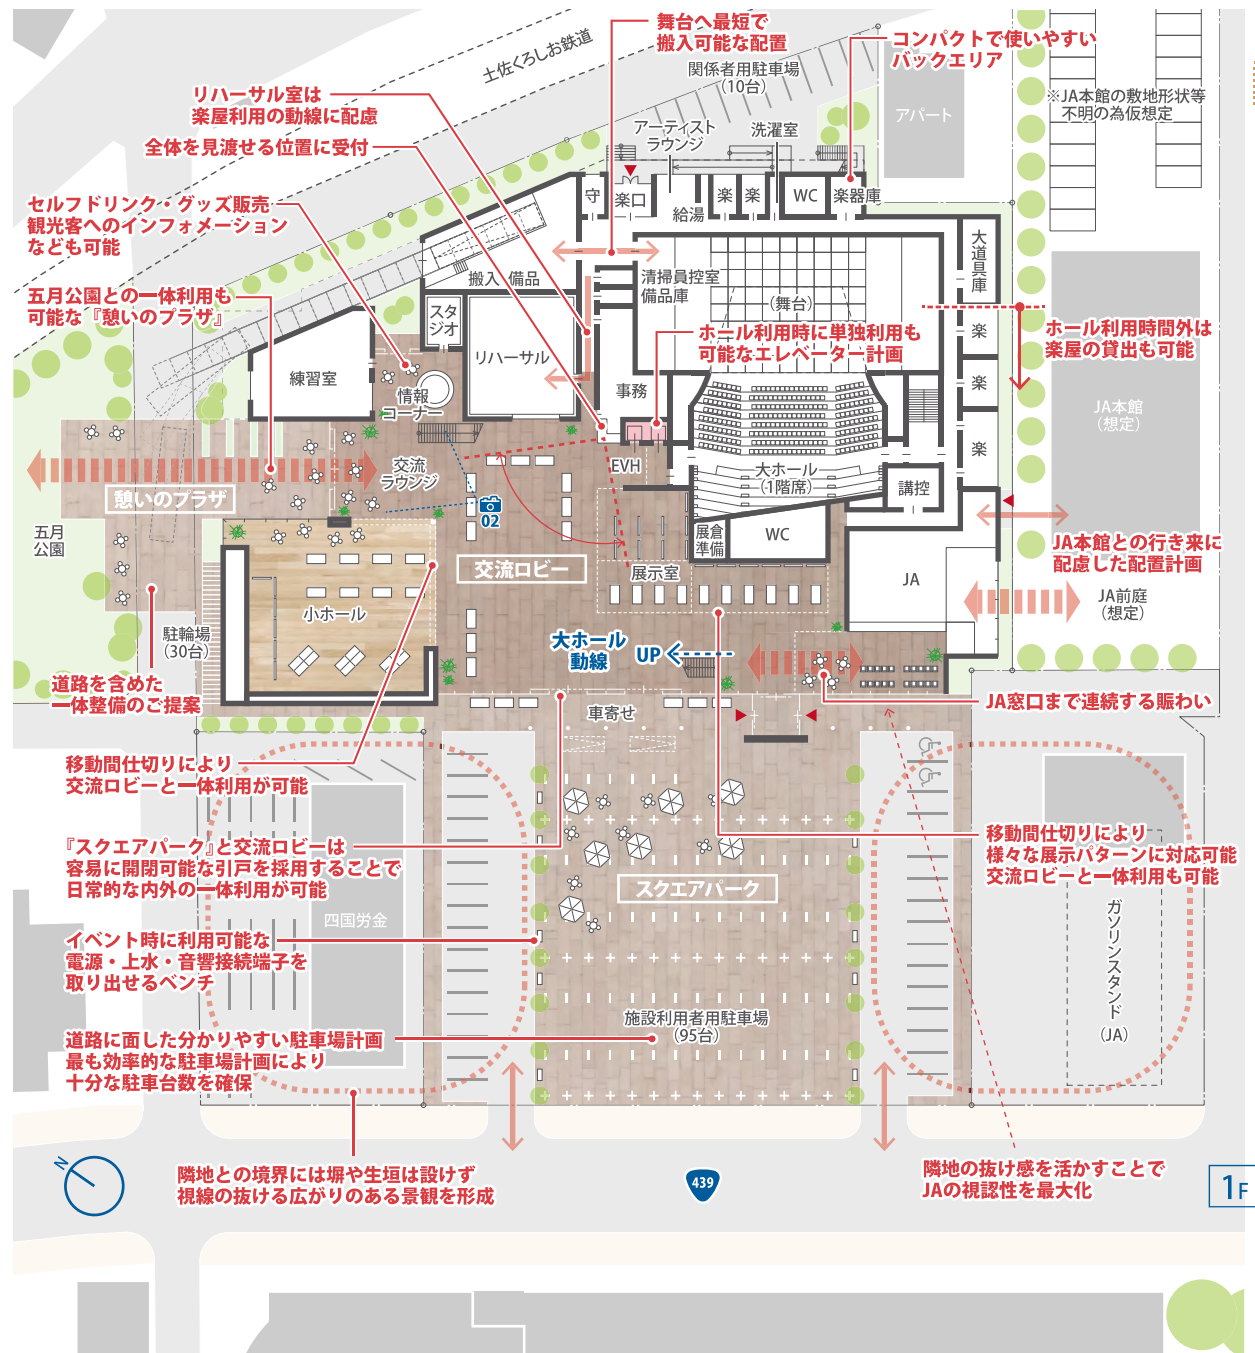 舞台へ最短で
搬入可能な配置
コンパクトで使いやすい
バックエリア
土佐くろしお鉄道
関係者用駐車場
(10台)
リハーサル室は
楽屋利用の動線に配慮
※JA本館の敷地形状等
不明の為仮想定
アパート
アーティスト
ラウンジ
洗濯室
全体を見渡せる位置に受付
守
楽口
給湯
楽
楽
WC
楽器庫
セルフドリンク・グッズ販売
観光客へのインフォメーション
なども可能
大道具庫
搬入
備品
清掃員控室
備品庫
(舞台)
五月公園との一体利用も
可能な『憩いのプラザ』
スタ
ジオ
リハーサル
ホール利用時に単独利用も
可能なエレベーター計画
楽
ホール利用時間外は
楽屋の貸出も可能
練習室
情報
コーナー
事務
楽
JA本館
(想定)
楽
交流
ラウンジ
EVH
大ホール
(1階席)
講控
憩いのプラザ
02
五月
公園
展倉
準備
WC
JA本館との行き来に
配慮した配置計画
交流ロビー
展示室
JA
JA前庭
(想定)
小ホール
駐輪場
(30台)
大ホール
動線
UP
道路を含めた
一体整備のご提案
JA窓口まで連続する賑わい
車寄せ
移動間仕切りにより
交流ロビーと一体利用が可能
『スクエアパーク』と交流ロビーは
容易に開閉可能な引戸を採用することで
日常的な内外の一体利用が可能
移動間仕切りにより
様々な展示パターンに対応可能
交流ロビーと一体利用も可能
スクエアパーク
四国労金
ガソリンスタンド
(JA)
イベント時に利用可能な
電源・上水・音響接続端子を
取り出せるベンチ
施設利用者用駐車場
(95台)
道路に面した分かりやすい駐車場計画
最も効率的な駐車場計画により
十分な駐車台数を確保
N
隣地との境界には塀や生垣は設けず
視線の抜ける広がりのある景観を形成
439
隣地の抜け感を活かすことで
JAの視認性を最大化
1F